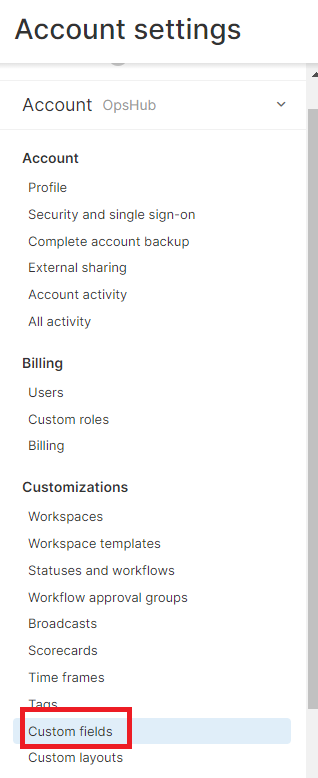 Account settings
Account OpsHub
Account
Profile
Security and single sign-on
Complete account backup
External sharing
Account activity
All activity
Billing
Users
Custom roles
Billing
Customizations
Workspaces
Workspace templates
Statuses and workflows
Workflow approval groups
Broadcasts
Scorecards
Time frames
Tags
Custom fields
Custom layouts